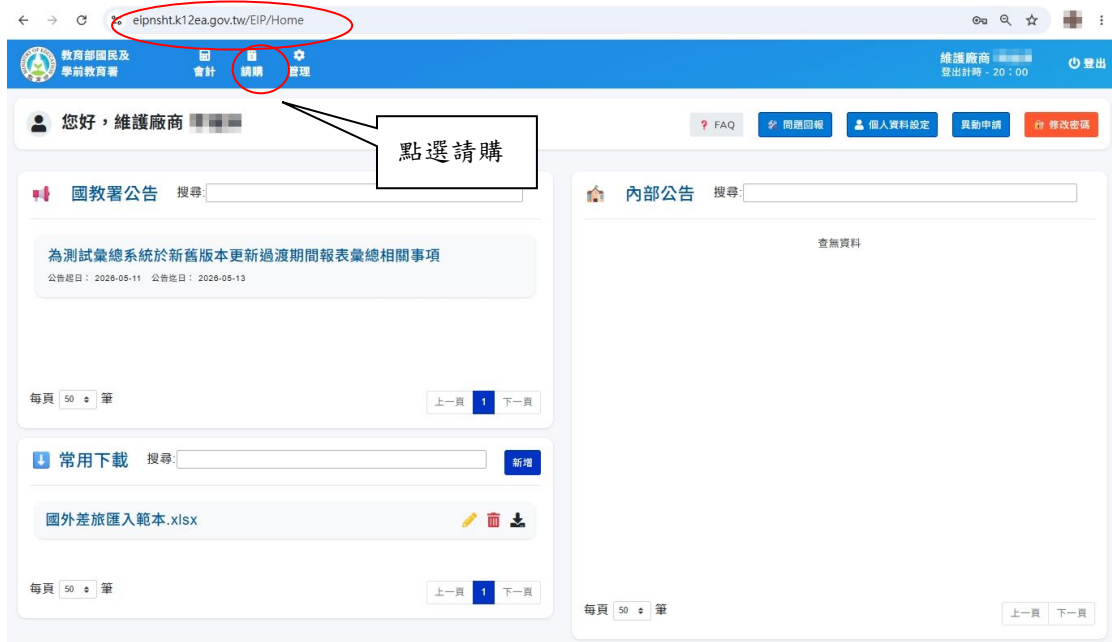 eipnsht.k12ea.gov.tw/EIP/Home
教育部國民及
學前教育署
會計
請購
管理
維護廠商
登出計時 - 20：00
登出
您好，維護廠商
? FAQ
問題回報
個人資料設定
異動申請
修改密碼
點選請購
國教署公告 搜尋:
為測試彙總系統於新舊版本更新過渡期間報表彙總相關事項
公告起日： 2026-05-11 公告迄日： 2026-05-13
每頁 50 筆
上一頁 1 下一頁
內部公告 搜尋:
查無資料
常用下載 搜尋:
新增
國外差旅匯入範本.xlsx
每頁 50 筆
上一頁 1 下一頁
每頁 50 筆
上一頁 下一頁